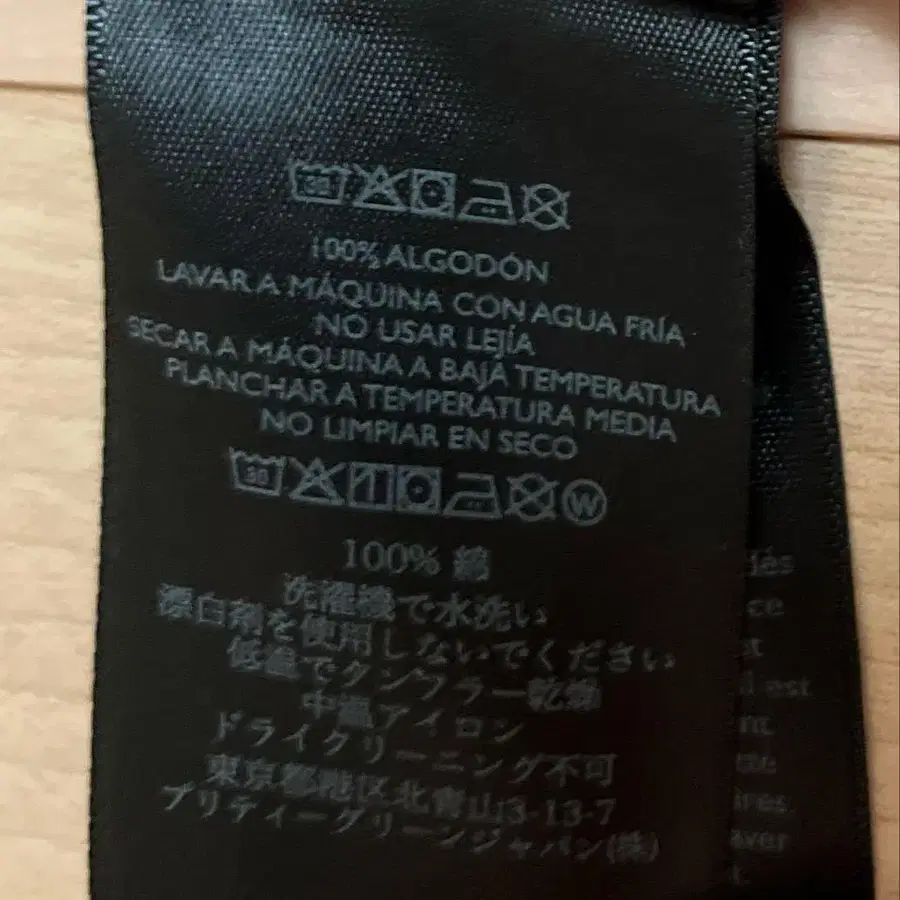 30
100% ALGODÓN
LAVAR A MÁQUINA CON AGUA FRÍA
NO USAR LEJÍA
SECAR A MÁQUINA A BAJA TEMPERATURA
PLANCHAR A TEMPERATURA MEDIA
NO LIMPIAR EN SECO
30 W
100% 綿
洗濯機で水洗い
漂白剤を使用しないでください
低温でタンブラー乾燥
中温アイロン
ドライクリーニング不可
東京都港区北青山3-13-7
プリティーグリーンジャパン(株)
est